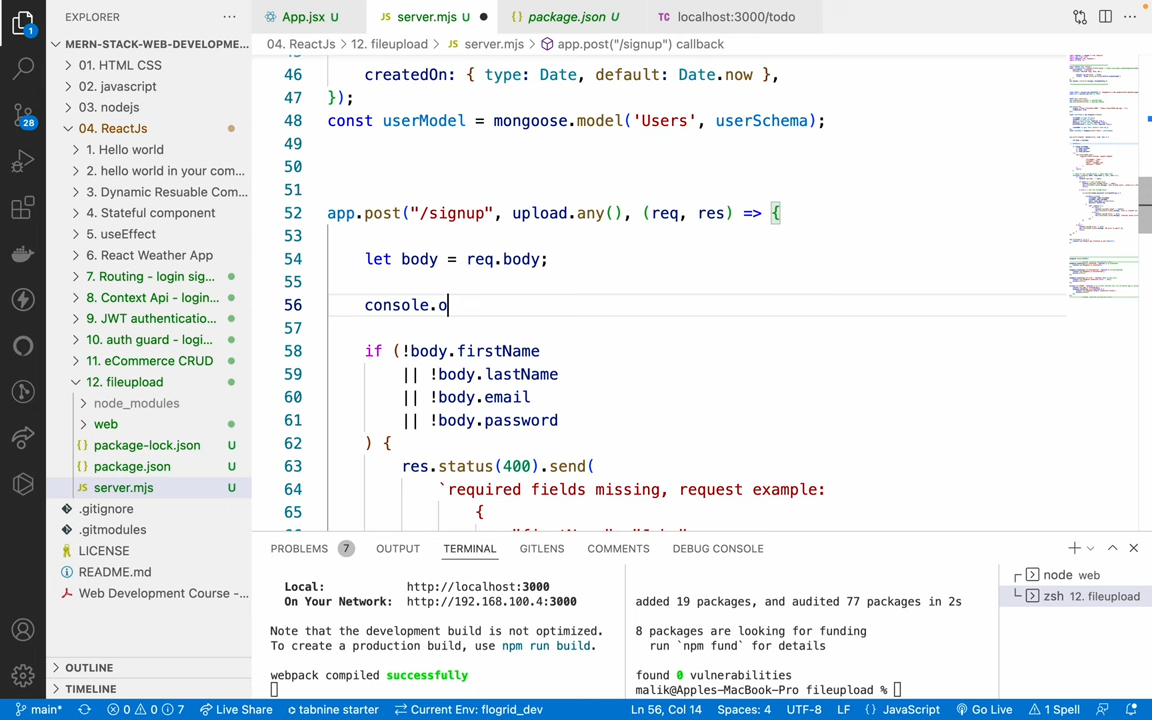 EXPLORER
App.jsx U
server.mjs U
package.json U
TC localhost:3000/todo
MERN-STACK-WEB-DEVELOPME...
04. ReactJs > 12. fileupload > JS server.mjs > app.post("/signup") callback
01. HTML CSS
02. javascript
03. nodejs
04. ReactJs
1. Hello world
2. hello world in your com...
3. Dynamic Resuable Com...
4. Stateful component
5. useEffect
6. React Weather App
7. Routing - login sig...
8. Context Api - login...
9. JWT authenticatio...
10. auth guard - logi...
11. eCommerce CRUD
12. fileupload
node_modules
web
package-lock.json U
package.json U
JS server.mjs U
.gitignore
.gitmodules
LICENSE
README.md
Web Development Course -...
OUTLINE
TIMELINE
1
28
46 createdOn: { type: Date, default: Date.now },
47 });
48 const userModel = mongoose.model('Users', userSchema);
49
50
51
52 app.post("/signup", upload.any(), (req, res) => {
53
54 let body = req.body;
55
56 console.o
57
58 if (!body.firstName
59 || !body.lastName
60 || !body.email
61 || !body.password
62 ) {
63 res.status(400).send(
64 `required fields missing, request example:
65 {
PROBLEMS 7 OUTPUT TERMINAL GITLENS COMMENTS DEBUG CONSOLE
Local: http://localhost:3000
On Your Network: http://192.168.100.4:3000
Note that the development build is not optimized.
To create a production build, use npm run build.
webpack compiled successfully
added 19 packages, and audited 77 packages in 2s
8 packages are looking for funding
run `npm fund` for details
found 0 vulnerabilities
malik@Apples-MacBook-Pro fileupload %
node web
zsh 12. fileupload
main* 0 0 7 Live Share tabnine starter Current Env: flogrid_dev Ln 56, Col 14 Spaces: 4 UTF-8 LF {} JavaScript Go Live 1 Spell